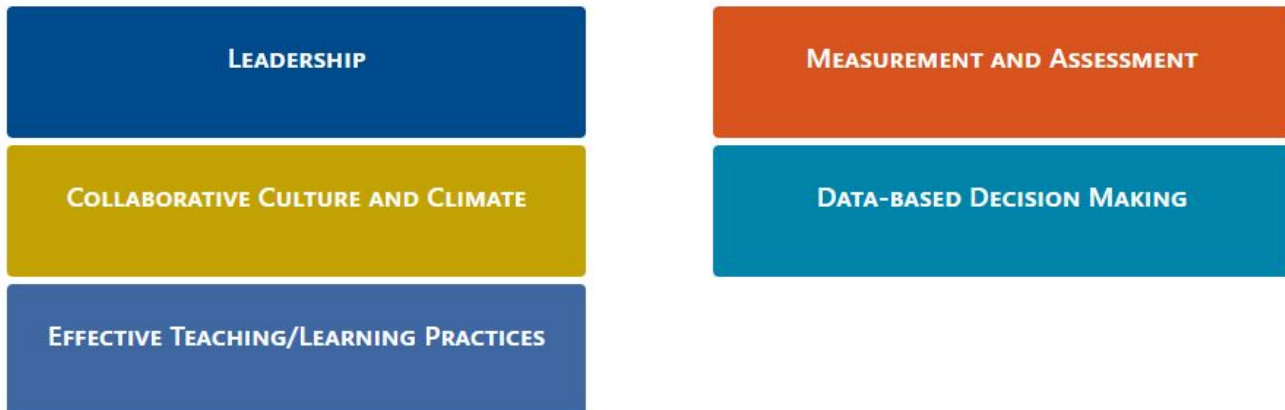 Leadership
Measurement and Assessment
Collaborative Culture and Climate
Data-based Decision Making
Effective Teaching/Learning Practices